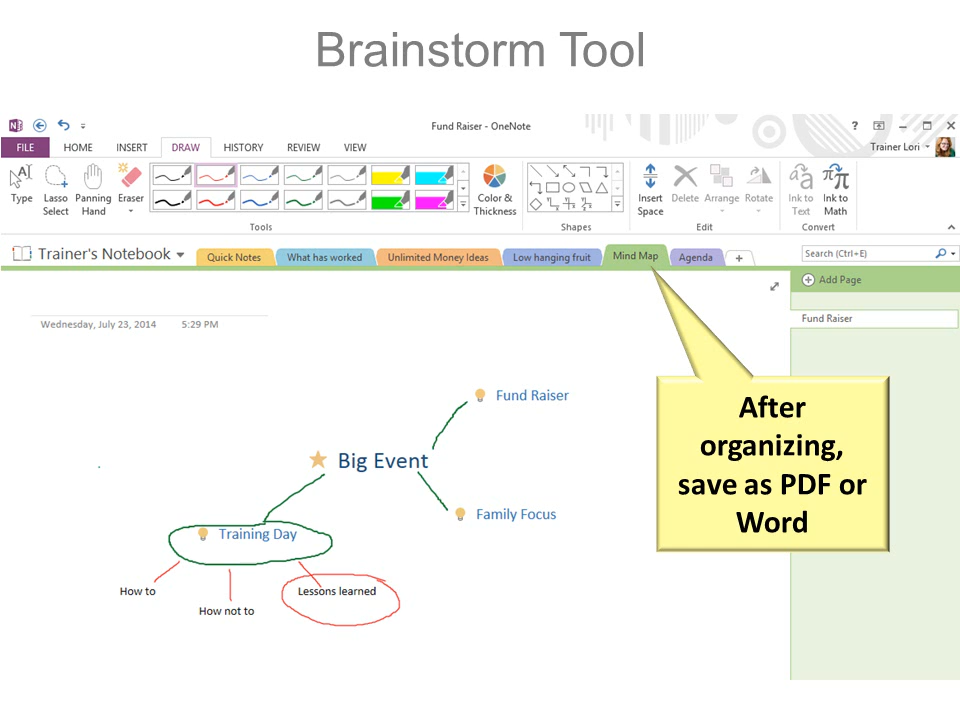 Brainstorm Tool
Fund Raiser - OneNote
?
FILE HOME INSERT DRAW HISTORY REVIEW VIEW
Trainer Lori
Type
Lasso Select
Panning Hand
Eraser
Color & Thickness
Insert Space
Delete
Arrange
Rotate
Ink to Text
Ink to Math
Tools
Shapes
Edit
Convert
Trainer's Notebook
Quick Notes
What has worked
Unlimited Money Ideas
Low hanging fruit
Mind Map
Agenda
Search (Ctrl+E)
Add Page
Fund Raiser
Wednesday, July 23, 2014 5:29 PM
Fund Raiser
Big Event
Family Focus
Training Day
How to
How not to
Lessons learned
After
organizing,
save as PDF or
Word